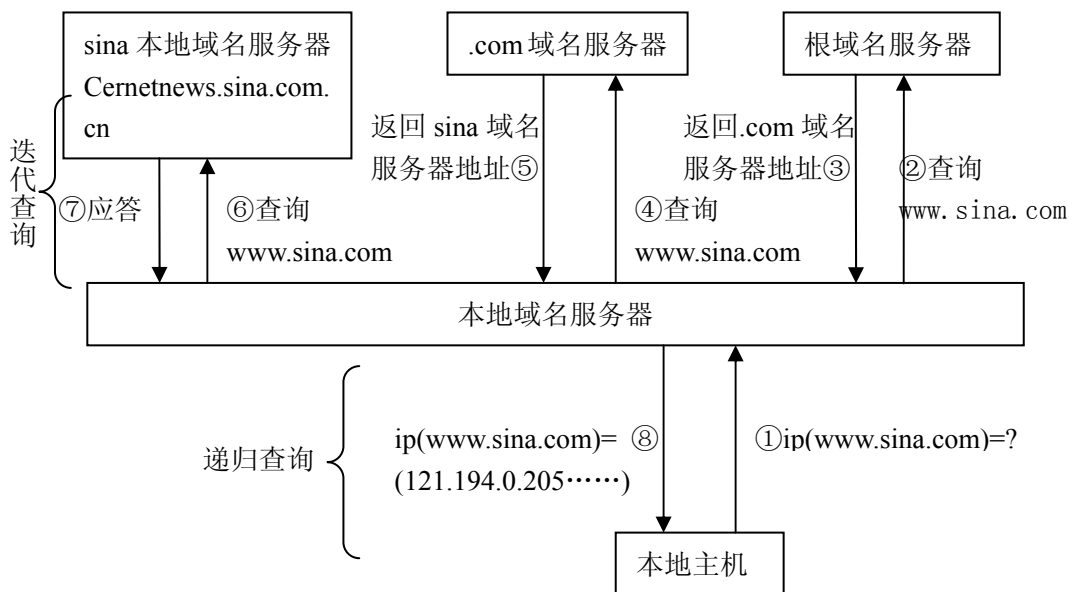 sina 本地域名服务器
Cernetnews.sina.com.
cn
.com 域名服务器
根域名服务器
返回 sina 域名
服务器地址⑤
返回.com 域名
服务器地址③
②查询
www.sina.com
迭代查询
⑦应答
⑥查询
www.sina.com
④查询
www.sina.com
本地域名服务器
递归查询
ip(www.sina.com)= ⑧
(121.194.0.205……)
①ip(www.sina.com)=?
本地主机